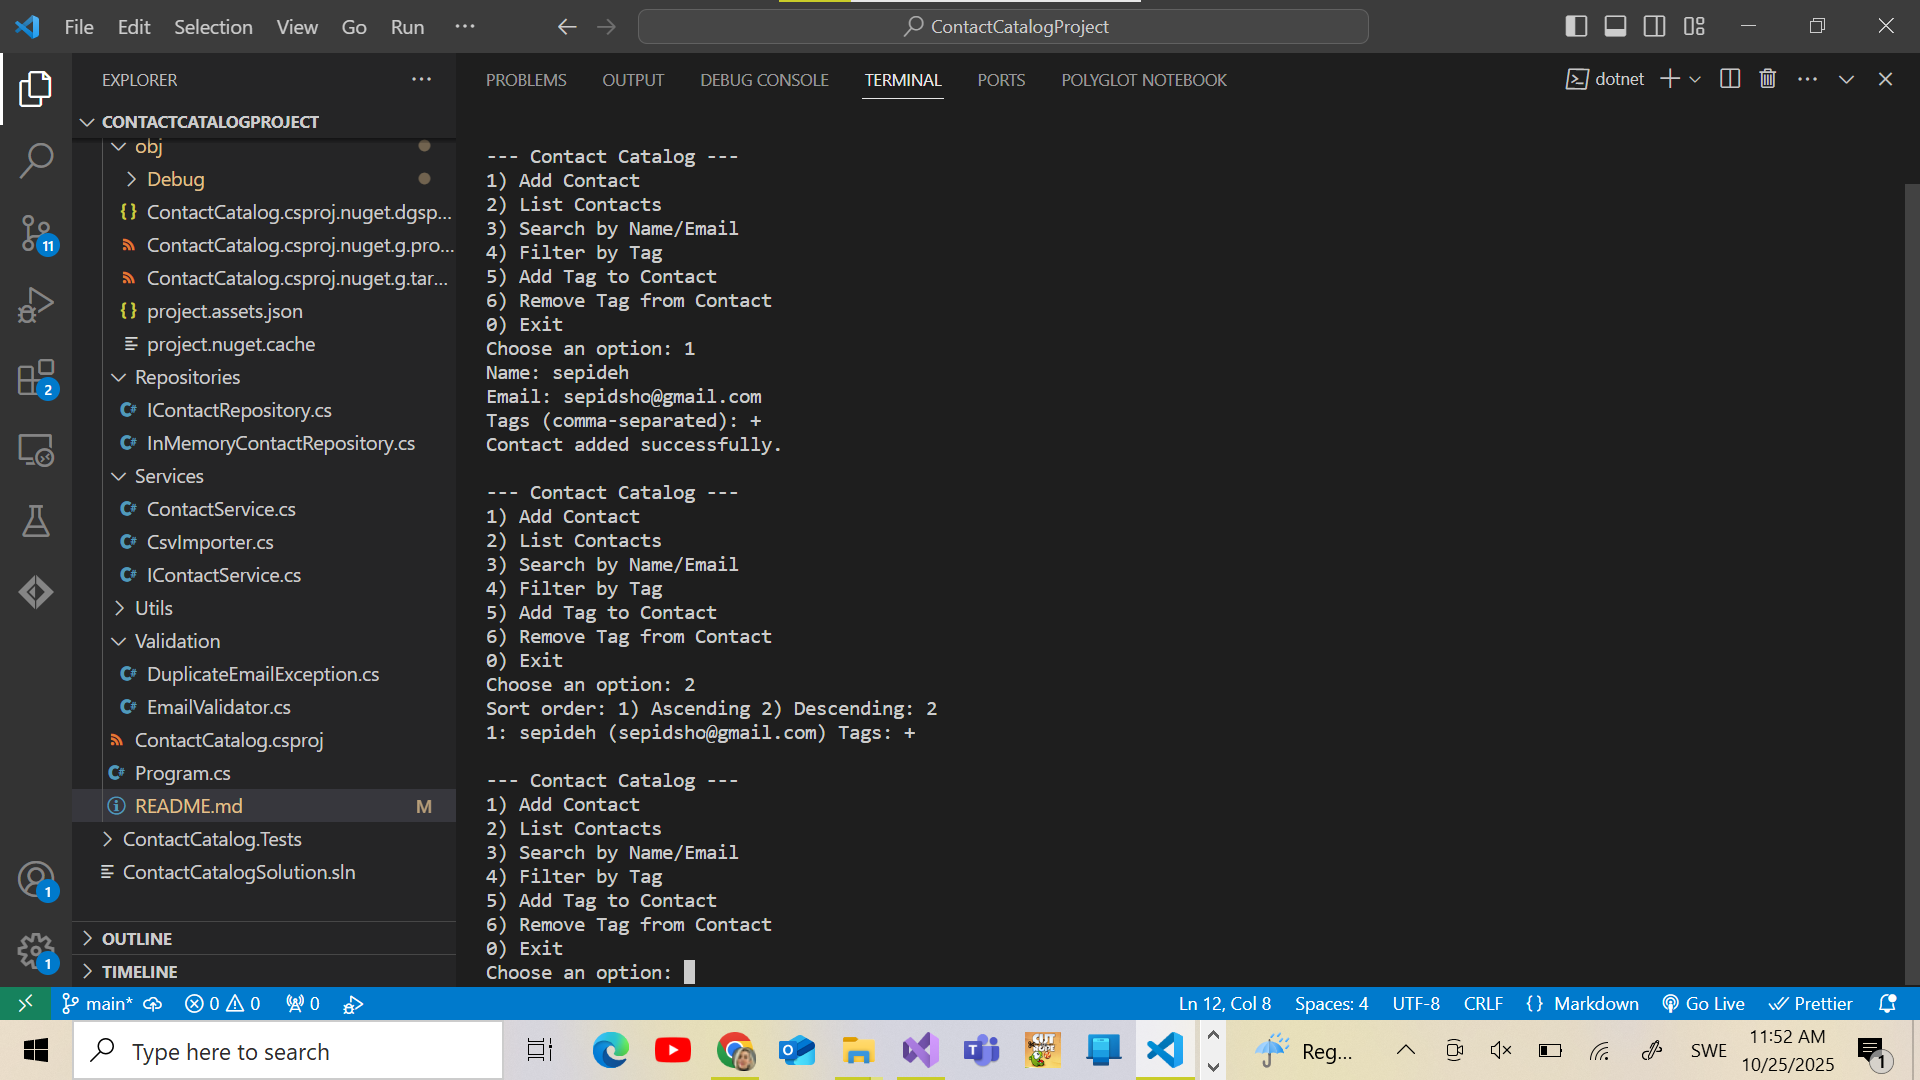 File Edit Selection View Go Run ···
ContactCatalogProject
EXPLORER ···
CONTACTCATALOGPROJECT
obj
Debug
{} ContactCatalog.csproj.nuget.dgsp...
ContactCatalog.csproj.nuget.g.pro...
ContactCatalog.csproj.nuget.g.tar...
{} project.assets.json
project.nuget.cache
Repositories
C# IContactRepository.cs
C# InMemoryContactRepository.cs
Services
C# ContactService.cs
C# CsvImporter.cs
C# IContactService.cs
Utils
Validation
C# DuplicateEmailException.cs
C# EmailValidator.cs
ContactCatalog.csproj
C# Program.cs
README.md M
ContactCatalog.Tests
ContactCatalogSolution.sln
OUTLINE
TIMELINE
11
2
1
1
PROBLEMS OUTPUT DEBUG CONSOLE TERMINAL PORTS POLYGLOT NOTEBOOK
dotnet
--- Contact Catalog ---
1) Add Contact
2) List Contacts
3) Search by Name/Email
4) Filter by Tag
5) Add Tag to Contact
6) Remove Tag from Contact
0) Exit
Choose an option: 1
Name: sepideh
Email: sepidsho@gmail.com
Tags (comma-separated): +
Contact added successfully.
--- Contact Catalog ---
1) Add Contact
2) List Contacts
3) Search by Name/Email
4) Filter by Tag
5) Add Tag to Contact
6) Remove Tag from Contact
0) Exit
Choose an option: 2
Sort order: 1) Ascending 2) Descending: 2
1: sepideh (sepidsho@gmail.com) Tags: +
--- Contact Catalog ---
1) Add Contact
2) List Contacts
3) Search by Name/Email
4) Filter by Tag
5) Add Tag to Contact
6) Remove Tag from Contact
0) Exit
Choose an option:
main* 0 0 0
Ln 12, Col 8 Spaces: 4 UTF-8 CRLF {} Markdown Go Live Prettier
Type here to search
CUT
Reg...
SWE
11:52 AM
10/25/2025
1